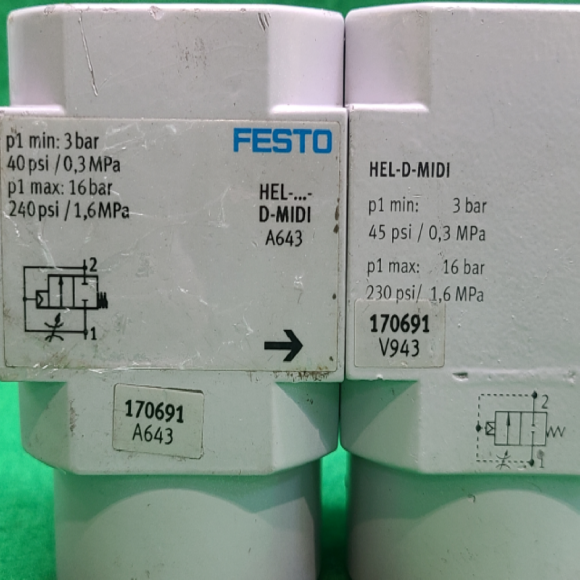 p1 min: 3 bar
40 psi / 0,3 MPa
p1 max: 16 bar
240 psi / 1,6 MPa
FESTO
HEL-...-
D-MIDI
A643
2
1
170691
A643
HEL-D-MIDI
p1 min: 3 bar
45 psi / 0,3 MPa
p1 max: 16 bar
230 psi/ 1,6 MPa
170691
V943
2
1